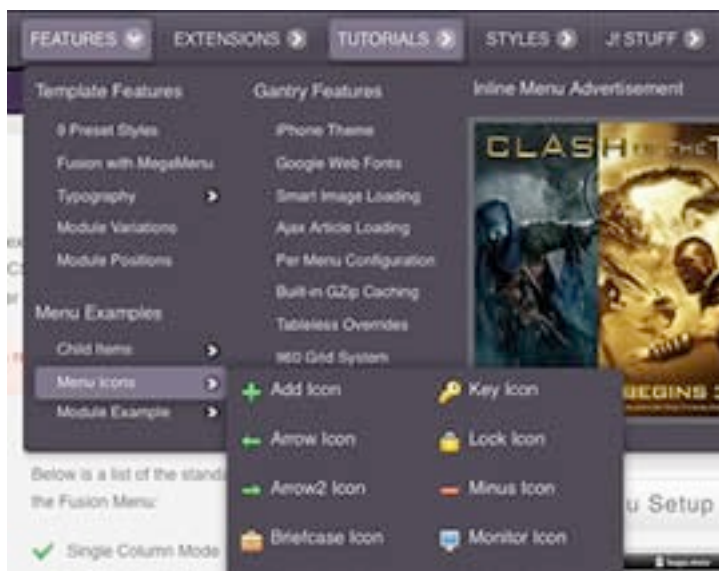 FEATURES
EXTENSIONS
TUTORIALS
STYLES
J! STUFF
Template Features
9 Preset Styles
Fusion with MegaMenu
Typography
Module Variations
Module Positions
Menu Examples
Child Items
Menu Icons
Module Example
Gantry Features
iPhone Theme
Google Web Fonts
Smart Image Loading
Ajax Article Loading
Per Menu Configuration
Built-in GZip Caching
Tableless Overrides
960 Grid System
Inline Menu Advertisement
CLASH
BEGINS
Add Icon
Key Icon
Arrow Icon
Lock Icon
Arrow2 Icon
Minus Icon
Briefcase Icon
Monitor Icon
Below is a list of the
the Fusion Menu:
Single Column Mode
Setup